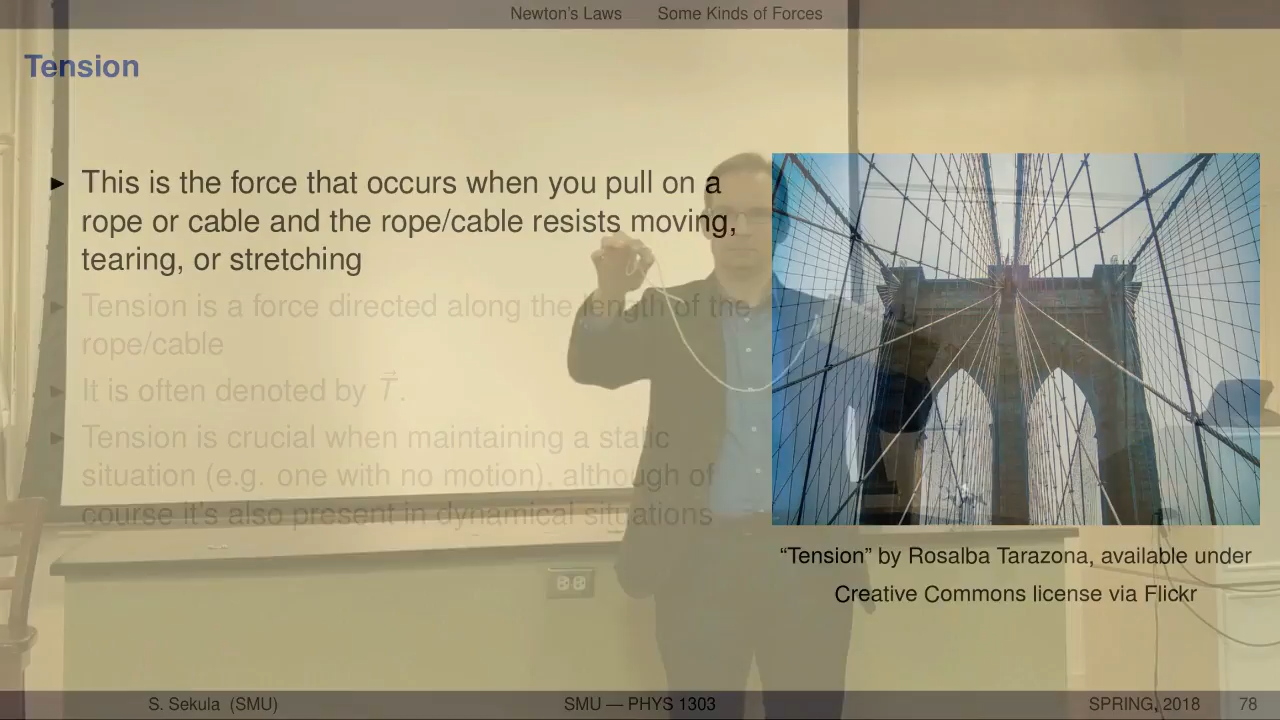 Newton's Laws Some Kinds of Forces
Tension
This is the force that occurs when you pull on a
rope or cable and the rope/cable resists moving,
tearing, or stretching
Tension is a force directed along the length of the
rope/cable
It is often denoted by T⃗.
Tension is crucial when maintaining a static
situation (e.g. one with no motion), although of
course it's also present in dynamical situations
“Tension” by Rosalba Tarazona, available under
Creative Commons license via Flickr
S. Sekula (SMU) SMU — PHYS 1303 SPRING, 2018 78